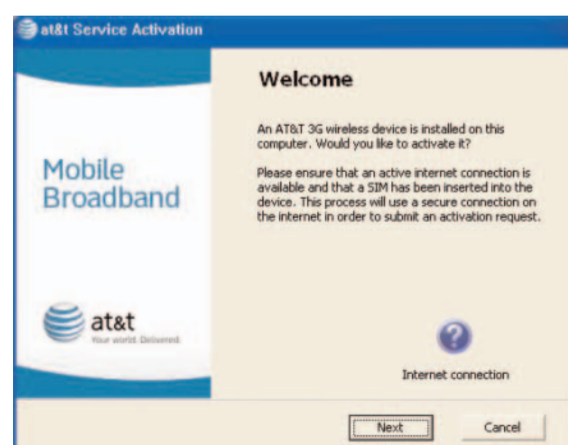 at&t Service Activation
Welcome
An AT&T 3G wireless device is installed on this
computer. Would you like to activate it?
Please ensure that an active internet connection is
available and that a SIM has been inserted into the
device. This process will use a secure connection on
the internet in order to submit an activation request.
Mobile
Broadband
at&t
Your world. Delivered.
Internet connection
Next
Cancel